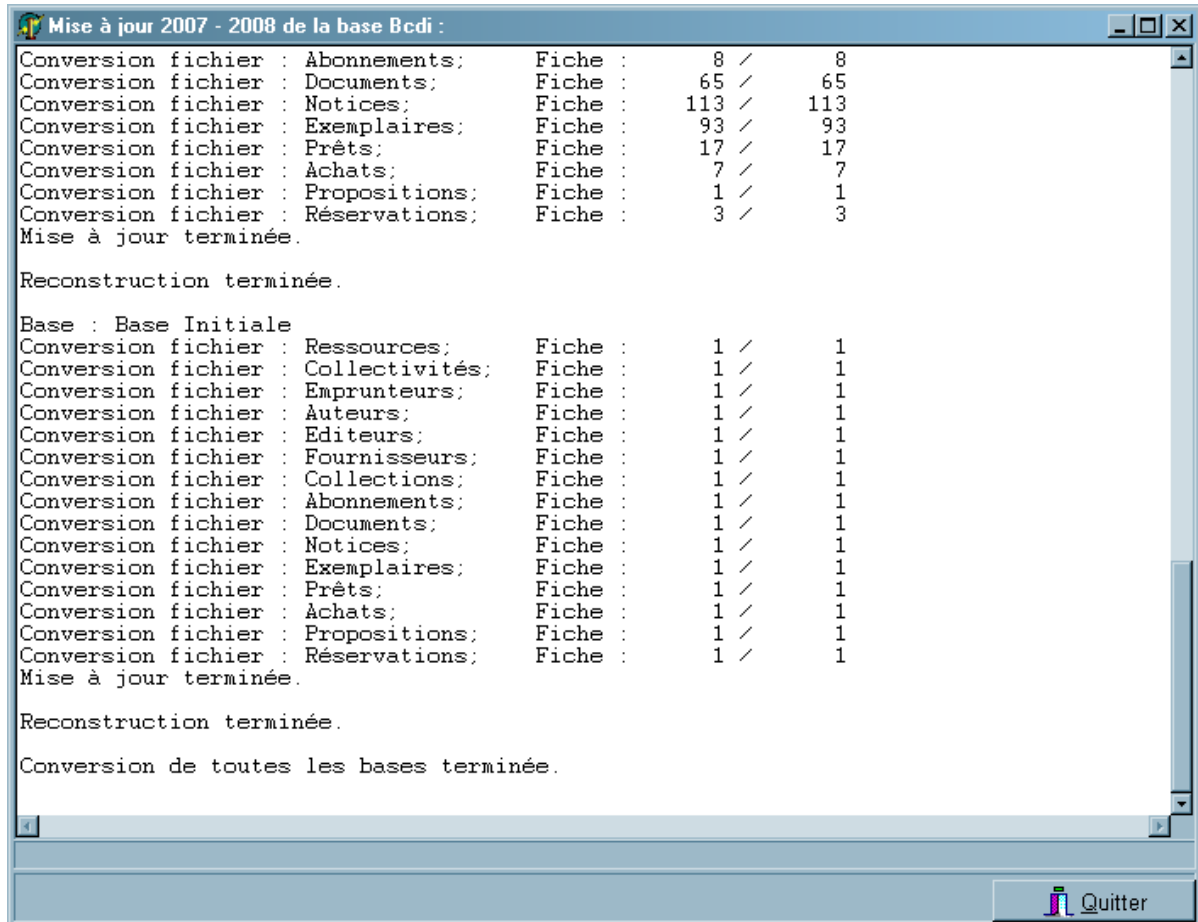 Mise à jour 2007 - 2008 de la base Bcdi :
Conversion fichier : Abonnements; Fiche : 8 / 8
Conversion fichier : Documents; Fiche : 65 / 65
Conversion fichier : Notices; Fiche : 113 / 113
Conversion fichier : Exemplaires; Fiche : 93 / 93
Conversion fichier : Prêts; Fiche : 17 / 17
Conversion fichier : Achats; Fiche : 7 / 7
Conversion fichier : Propositions; Fiche : 1 / 1
Conversion fichier : Réservations; Fiche : 3 / 3
Mise à jour terminée.
Reconstruction terminée.
Base : Base Initiale
Conversion fichier : Ressources; Fiche : 1 / 1
Conversion fichier : Collectivités; Fiche : 1 / 1
Conversion fichier : Emprunteurs; Fiche : 1 / 1
Conversion fichier : Auteurs; Fiche : 1 / 1
Conversion fichier : Editeurs; Fiche : 1 / 1
Conversion fichier : Fournisseurs; Fiche : 1 / 1
Conversion fichier : Collections; Fiche : 1 / 1
Conversion fichier : Abonnements; Fiche : 1 / 1
Conversion fichier : Documents; Fiche : 1 / 1
Conversion fichier : Notices; Fiche : 1 / 1
Conversion fichier : Exemplaires; Fiche : 1 / 1
Conversion fichier : Prêts; Fiche : 1 / 1
Conversion fichier : Achats; Fiche : 1 / 1
Conversion fichier : Propositions; Fiche : 1 / 1
Conversion fichier : Réservations; Fiche : 1 / 1
Mise à jour terminée.
Reconstruction terminée.
Conversion de toutes les bases terminée.
Quitter